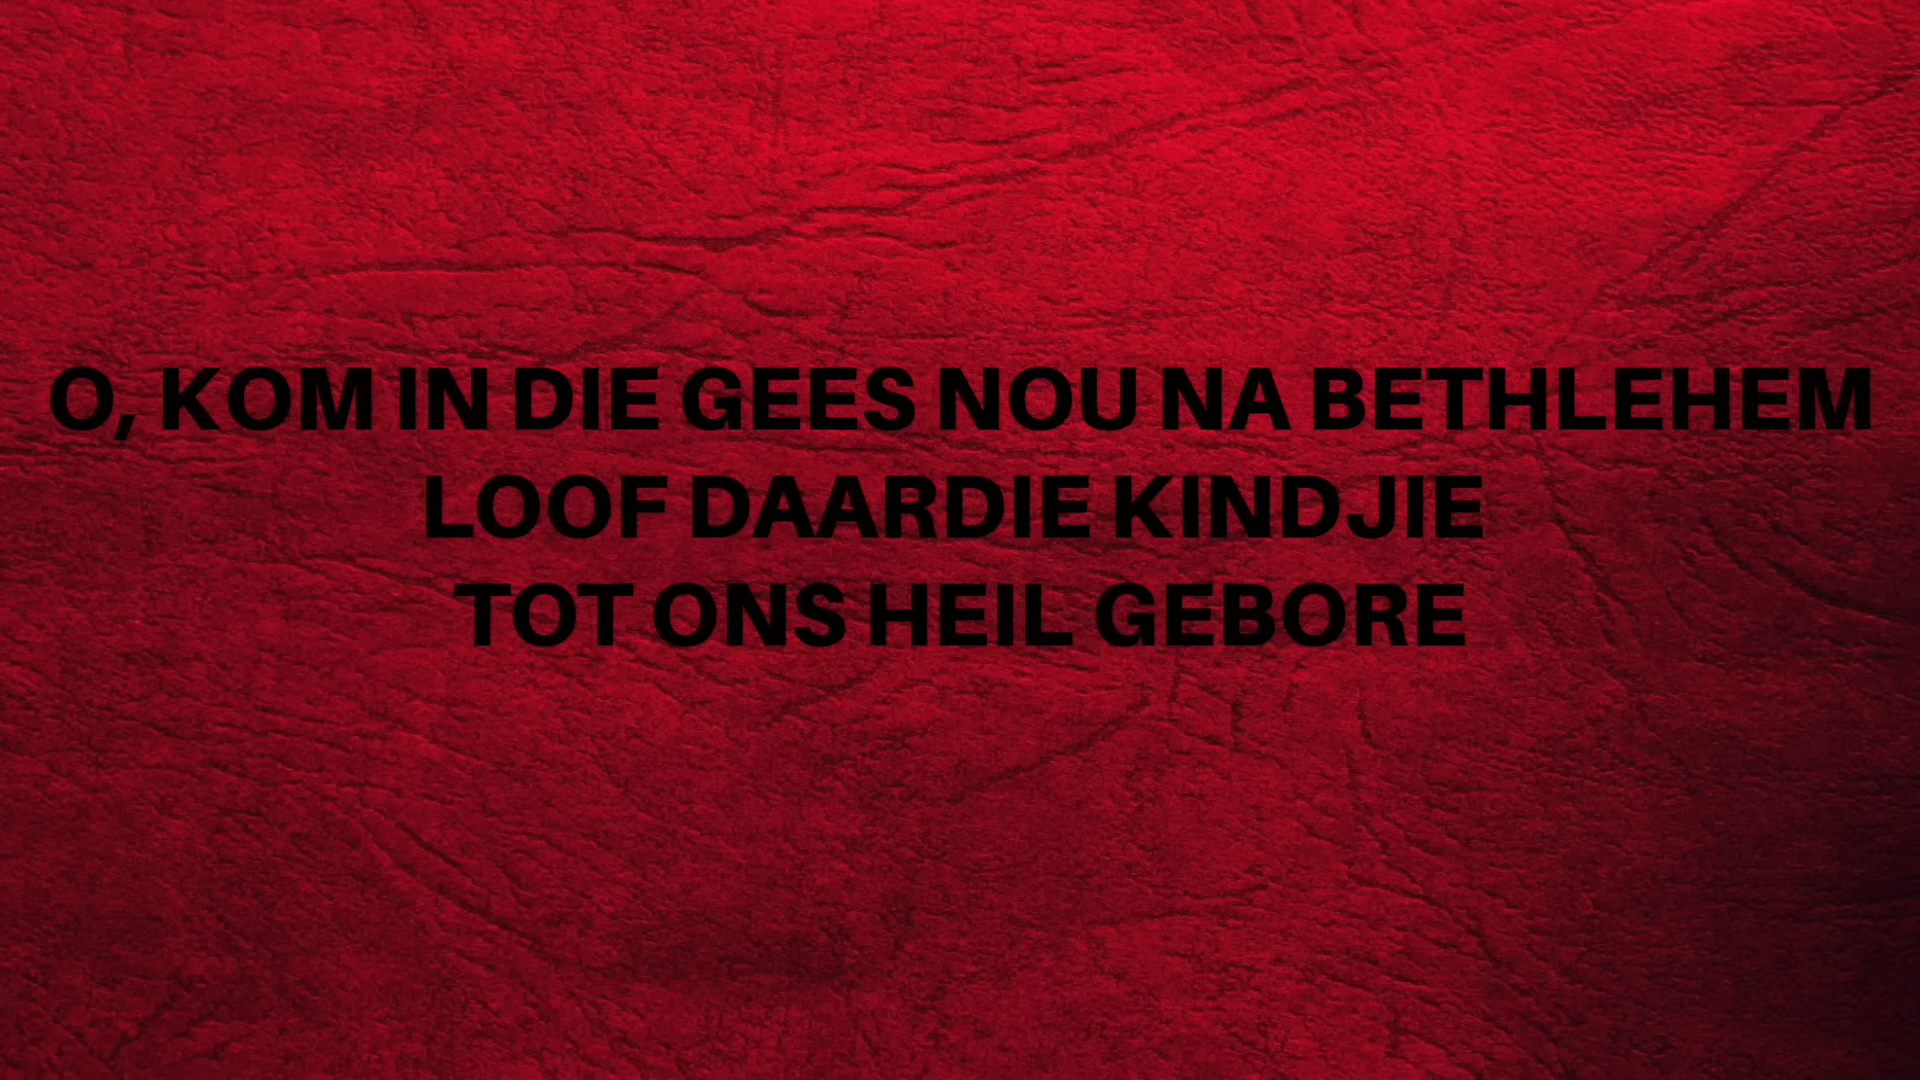 O, KOM IN DIE GEES NOU NA BETHLEHEM
LOOF DAARDIE KINDJIE
TOT ONS HEIL GEBORE